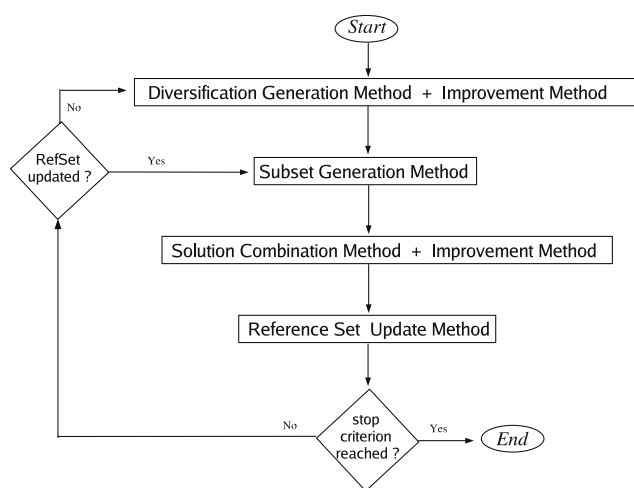 Start
Diversification Generation Method + Improvement Method
No
RefSet
updated ?
Yes
Subset Generation Method
Solution Combination Method + Improvement Method
Reference Set Update Method
No
stop
criterion
reached ?
Yes
End